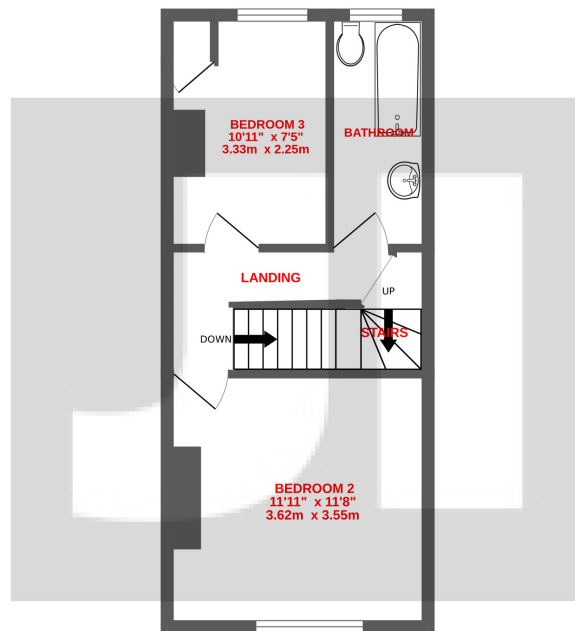 BEDROOM 3
10'11" x 7'5"
3.33m x 2.25m
BATHROOM
LANDING
UP
DOWN
STAIRS
BEDROOM 2
11'11" x 11'8"
3.62m x 3.55m